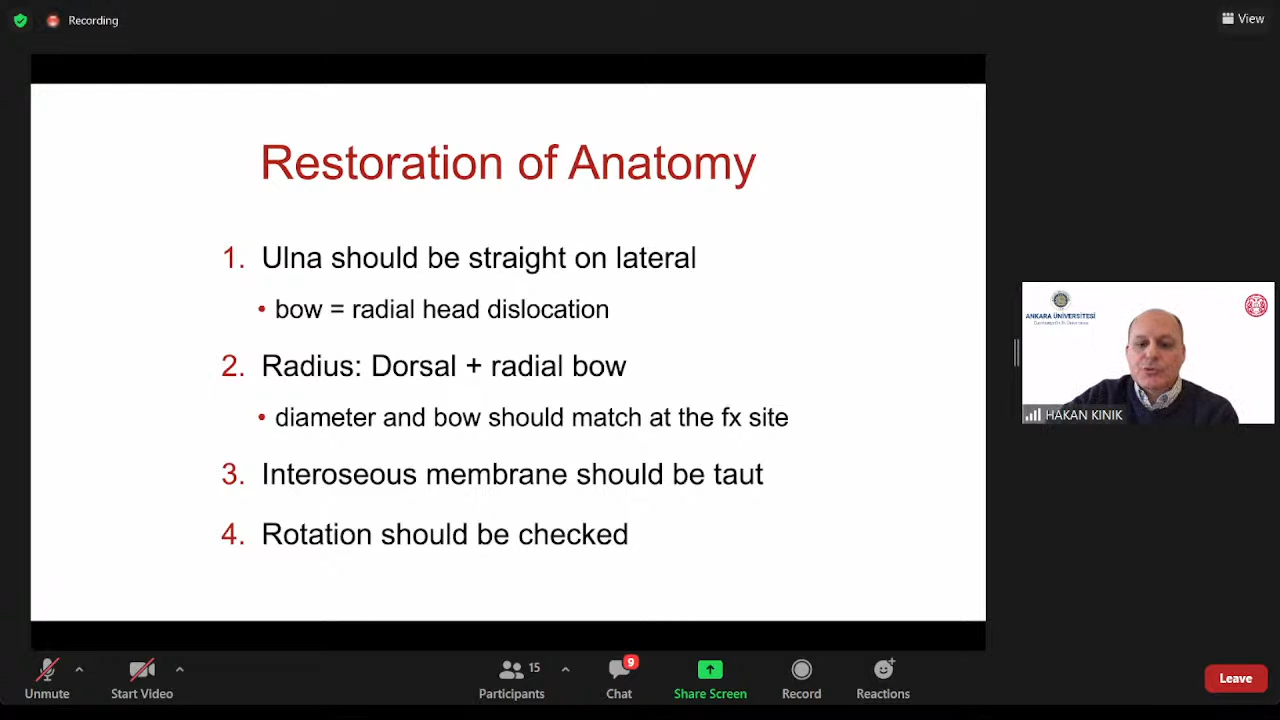 Recording
View
Restoration of Anatomy
1. Ulna should be straight on lateral
• bow = radial head dislocation
2. Radius: Dorsal + radial bow
• diameter and bow should match at the fx site
3. Interoseous membrane should be taut
4. Rotation should be checked
ANKARA ÜNİVERSİTESİ
HAKAN KINIK
Unmute
Start Video
15
Participants
9
Chat
Share Screen
Record
Reactions
Leave